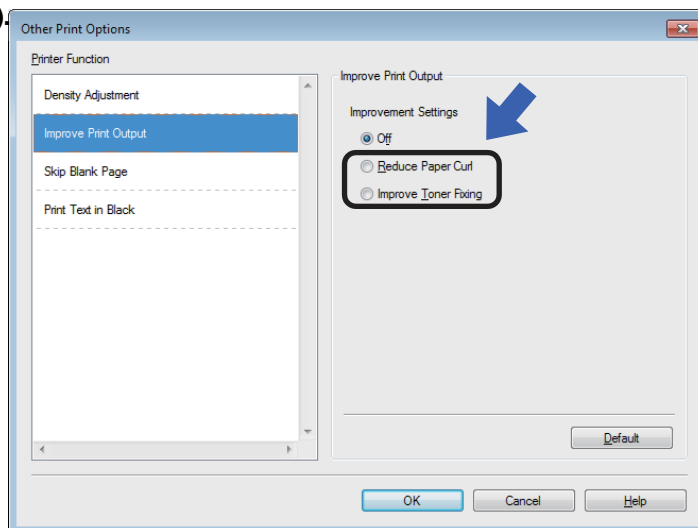 ).
Other Print Options
Printer Function
Density Adjustment
Improve Print Output
Skip Blank Page
Print Text in Black
Improve Print Output
Improvement Settings
Off
Reduce Paper Curl
Improve Toner Fixing
Default
OK
Cancel
Help